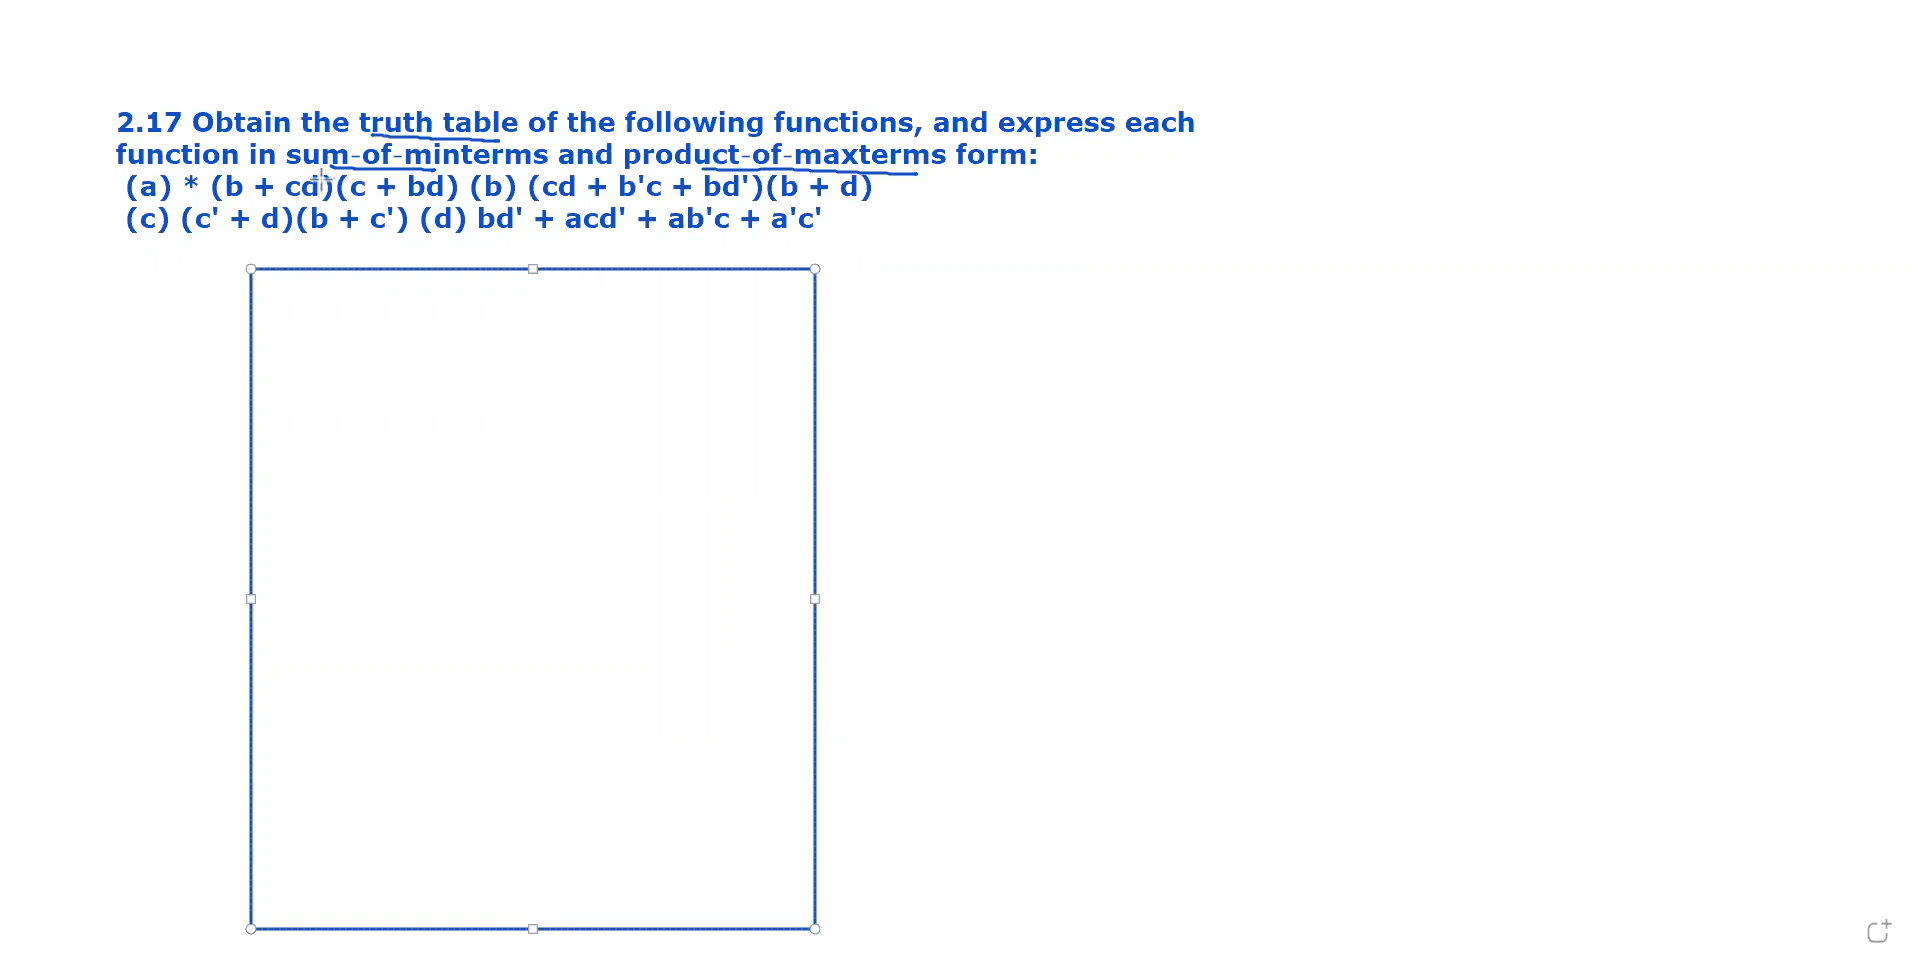 2.17 Obtain the truth table of the following functions, and express each
function in sum-of-minterms and product-of-maxterms form:
(a) * (b + cd)(c + bd) (b) (cd + b'c + bd')(b + d)
(c) (c' + d)(b + c') (d) bd' + acd' + ab'c + a'c'